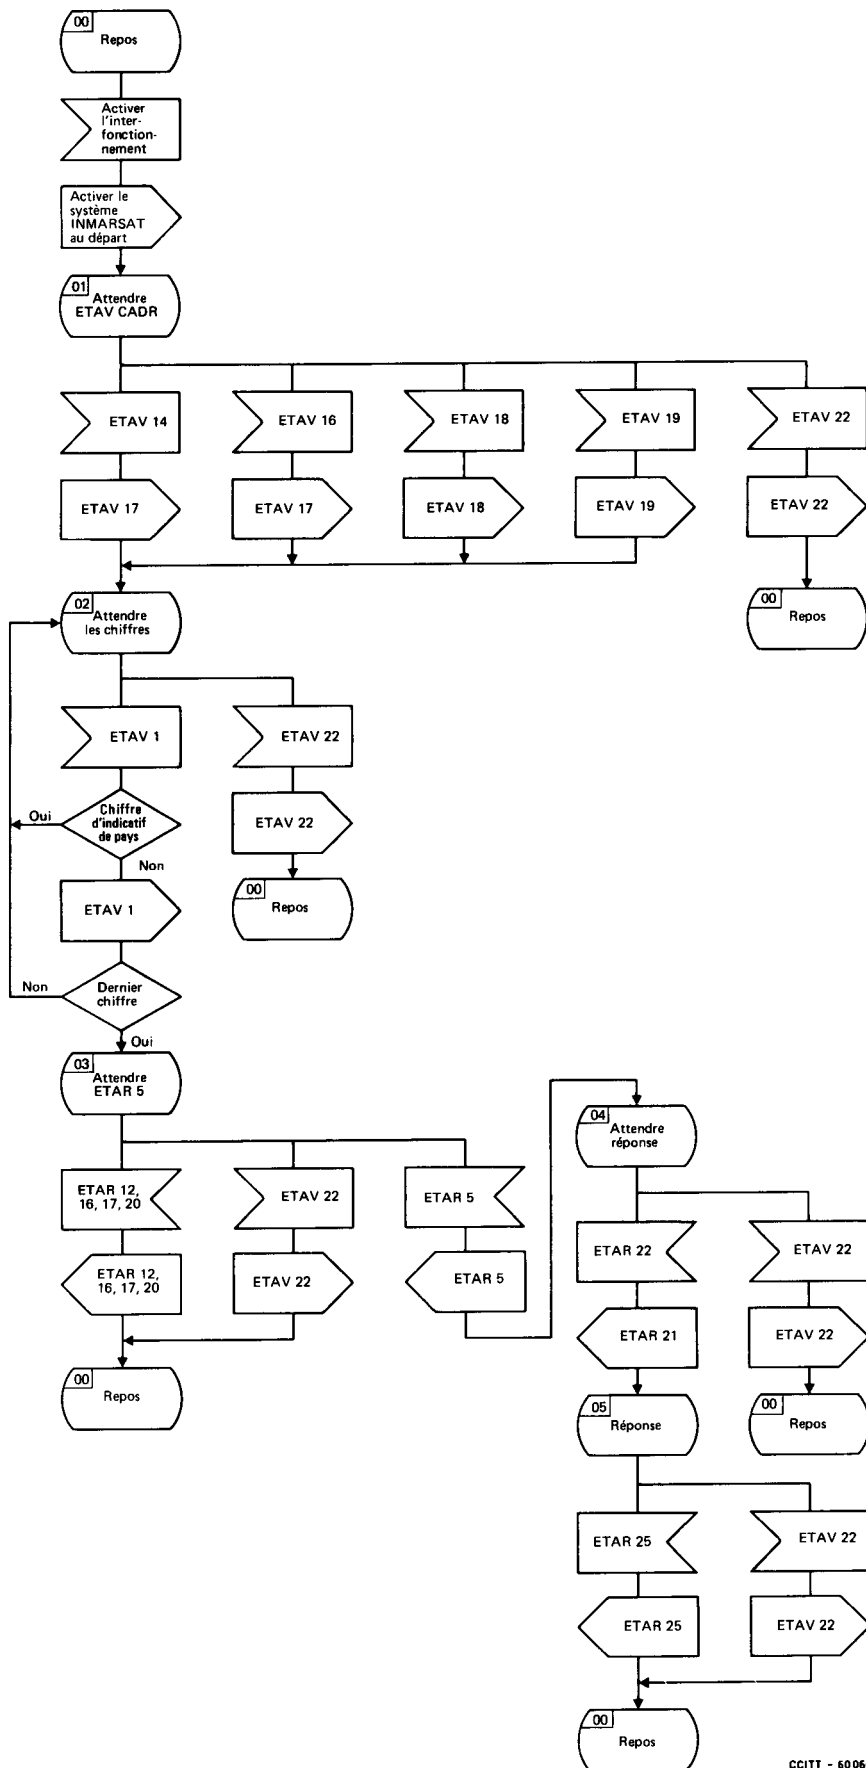 00
Repos
Activer
l'inter-
fonction-
nement
Activer le
système
INMARSAT
au départ
01
Attendre
ETAV CADR
ETAV 14
ETAV 16
ETAV 18
ETAV 19
ETAV 22
ETAV 17
ETAV 17
ETAV 18
ETAV 19
ETAV 22
02
Attendre
les chiffres
00
Repos
ETAV 1
ETAV 22
Oui
Chiffre
d'indicatif
de pays
ETAV 22
Non
ETAV 1
00
Repos
Non
Dernier
chiffre
Oui
03
Attendre
ETAR 5
04
Attendre
réponse
ETAR 12,
16, 17, 20
ETAV 22
ETAR 5
ETAR 22
ETAV 22
ETAR 12,
16, 17, 20
ETAV 22
ETAR 5
ETAR 21
ETAV 22
00
Repos
05
Réponse
00
Repos
ETAR 25
ETAV 22
ETAR 25
ETAV 22
00
Repos